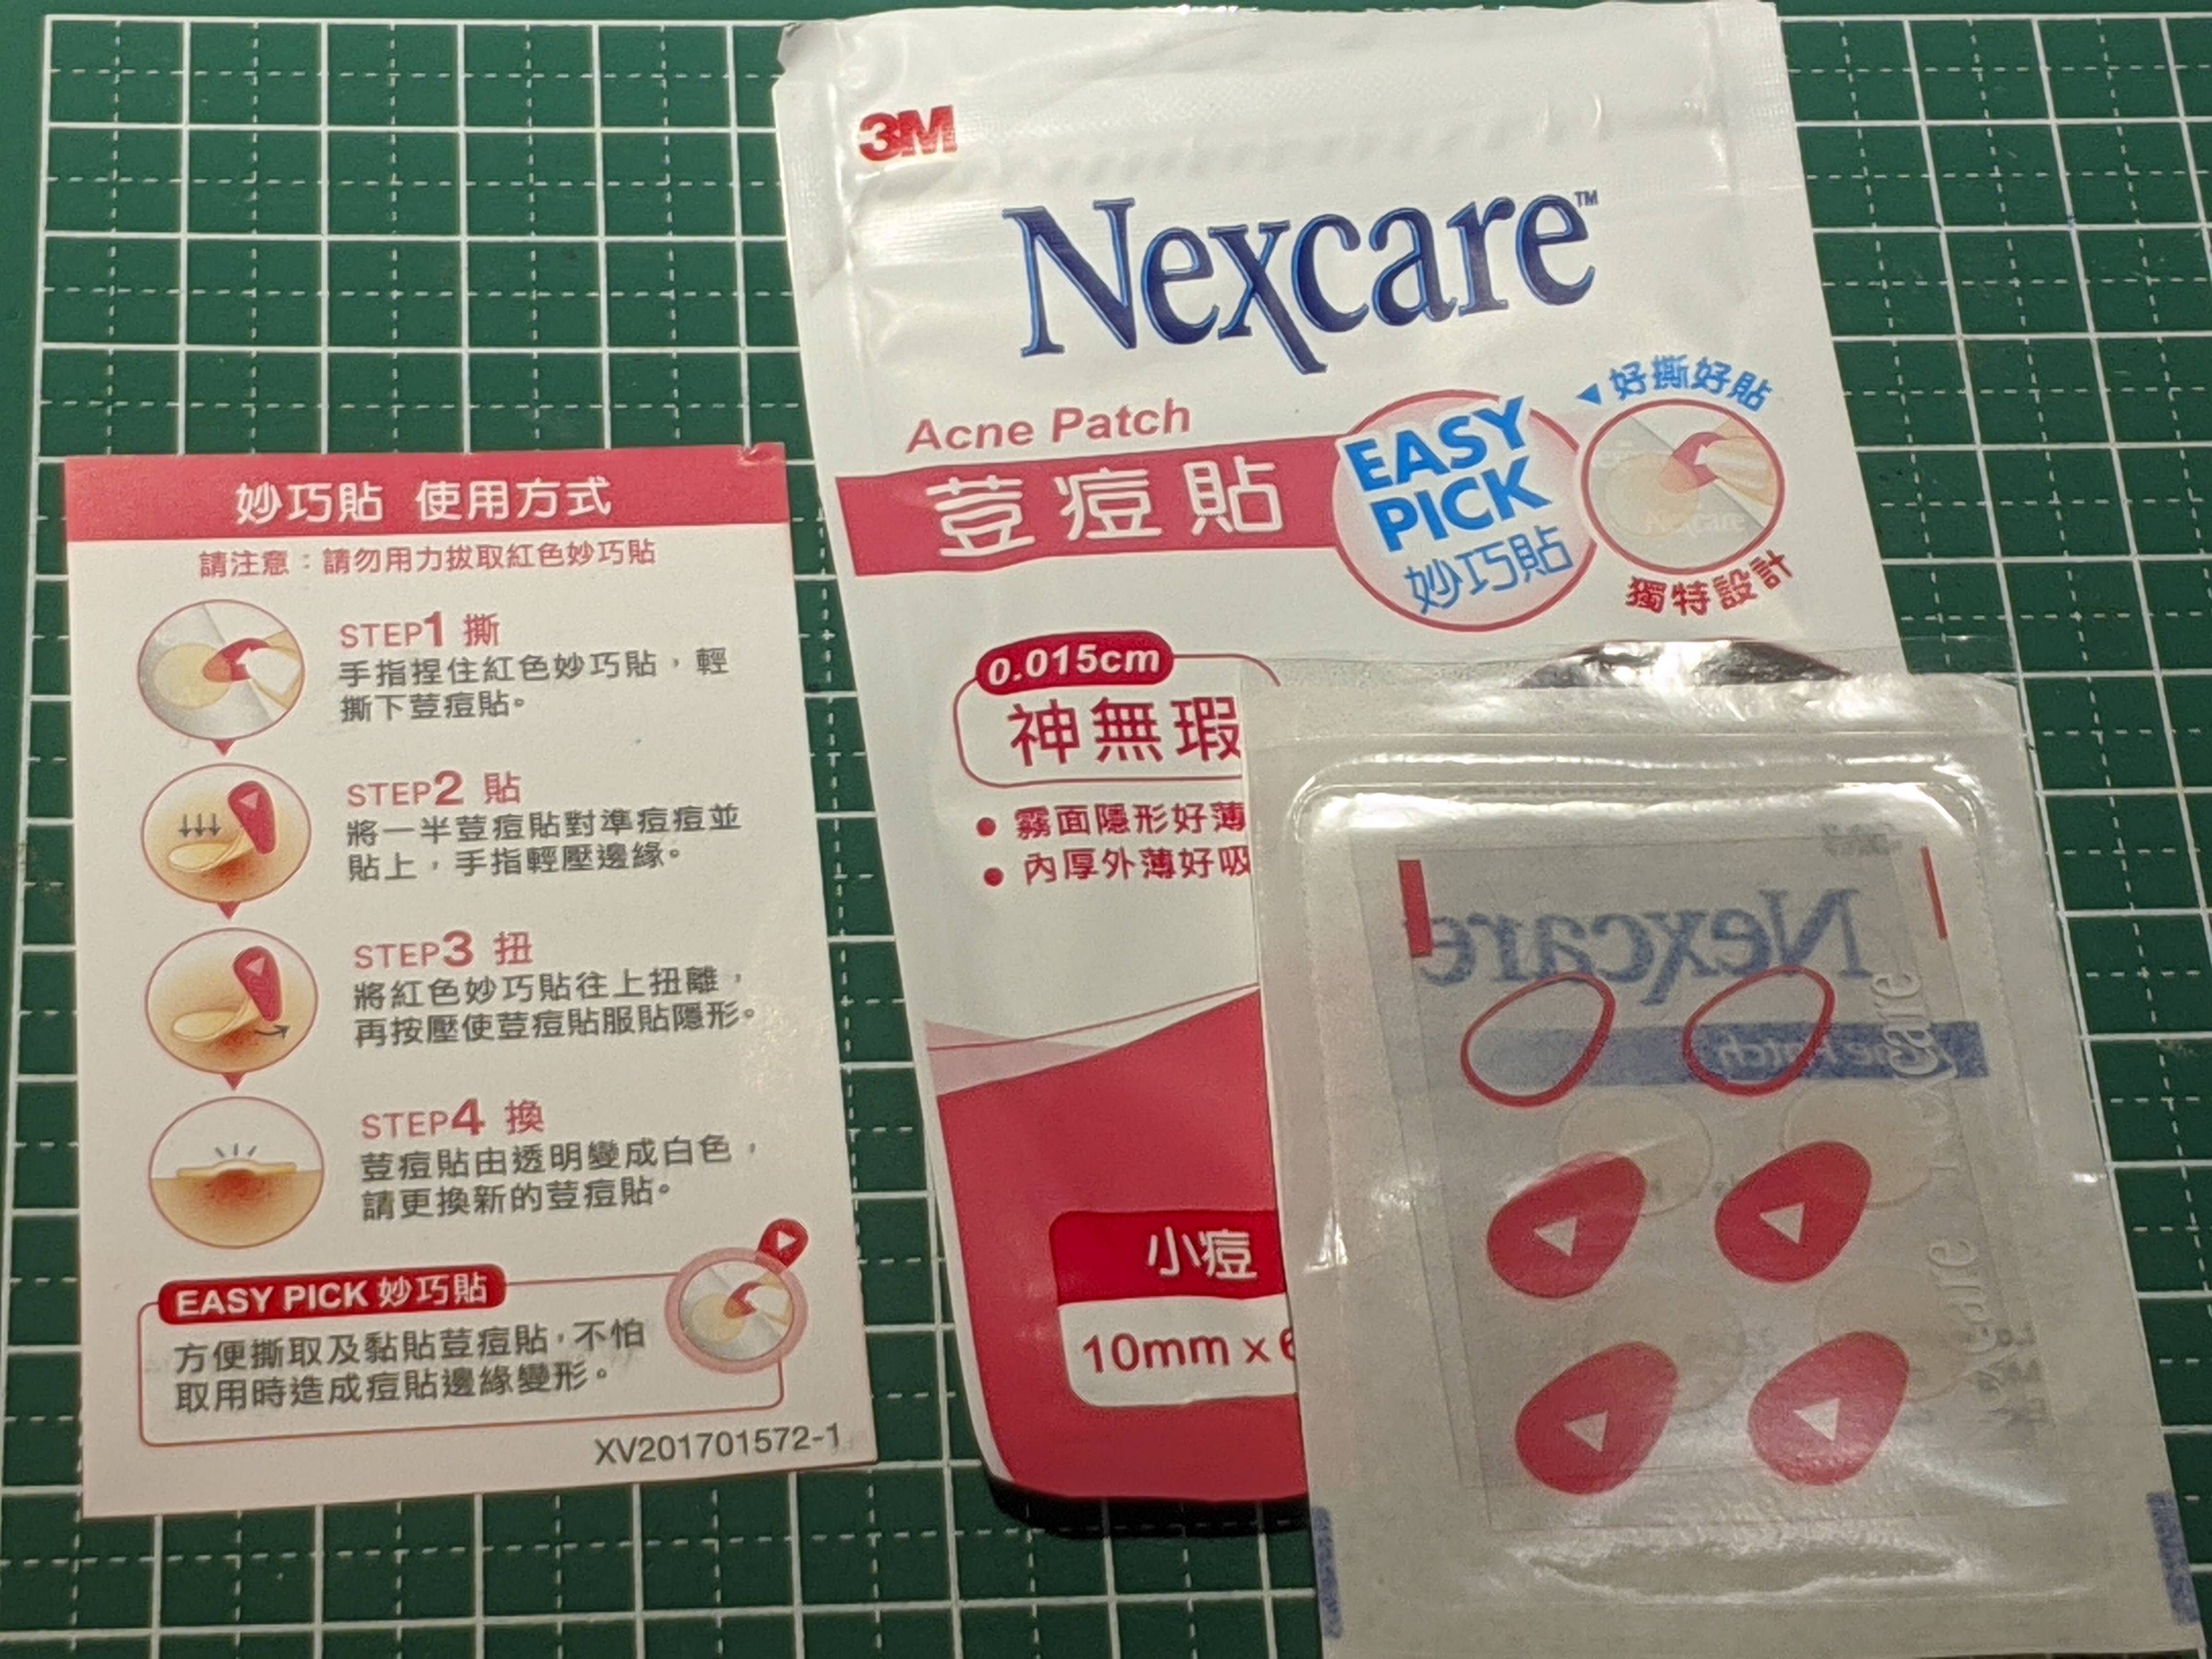 妙巧貼 使用方式
請注意：請勿用力拔取紅色妙巧貼
STEP1 撕
手指捏住紅色妙巧貼，輕
撕下荳痘貼。
STEP2 貼
將一半荳痘貼對準痘痘並
貼上，手指輕壓邊緣。
STEP3 扭
將紅色妙巧貼往上扭離，
再按壓使荳痘貼服貼隱形。
STEP4 換
荳痘貼由透明變成白色，
請更換新的荳痘貼。
EASY PICK 妙巧貼
方便撕取及黏貼荳痘貼，不怕
取用時造成痘貼邊緣變形。
XV201701572-1
3M
Nexcare™
Acne Patch
荳痘貼
EASY
PICK
妙巧貼
好撕好貼
Nexcare
獨特設計
0.015cm
神無瑕
霧面隱形好薄
內厚外薄好吸
小痘
10mm x 6
Nexcare
Nexcare